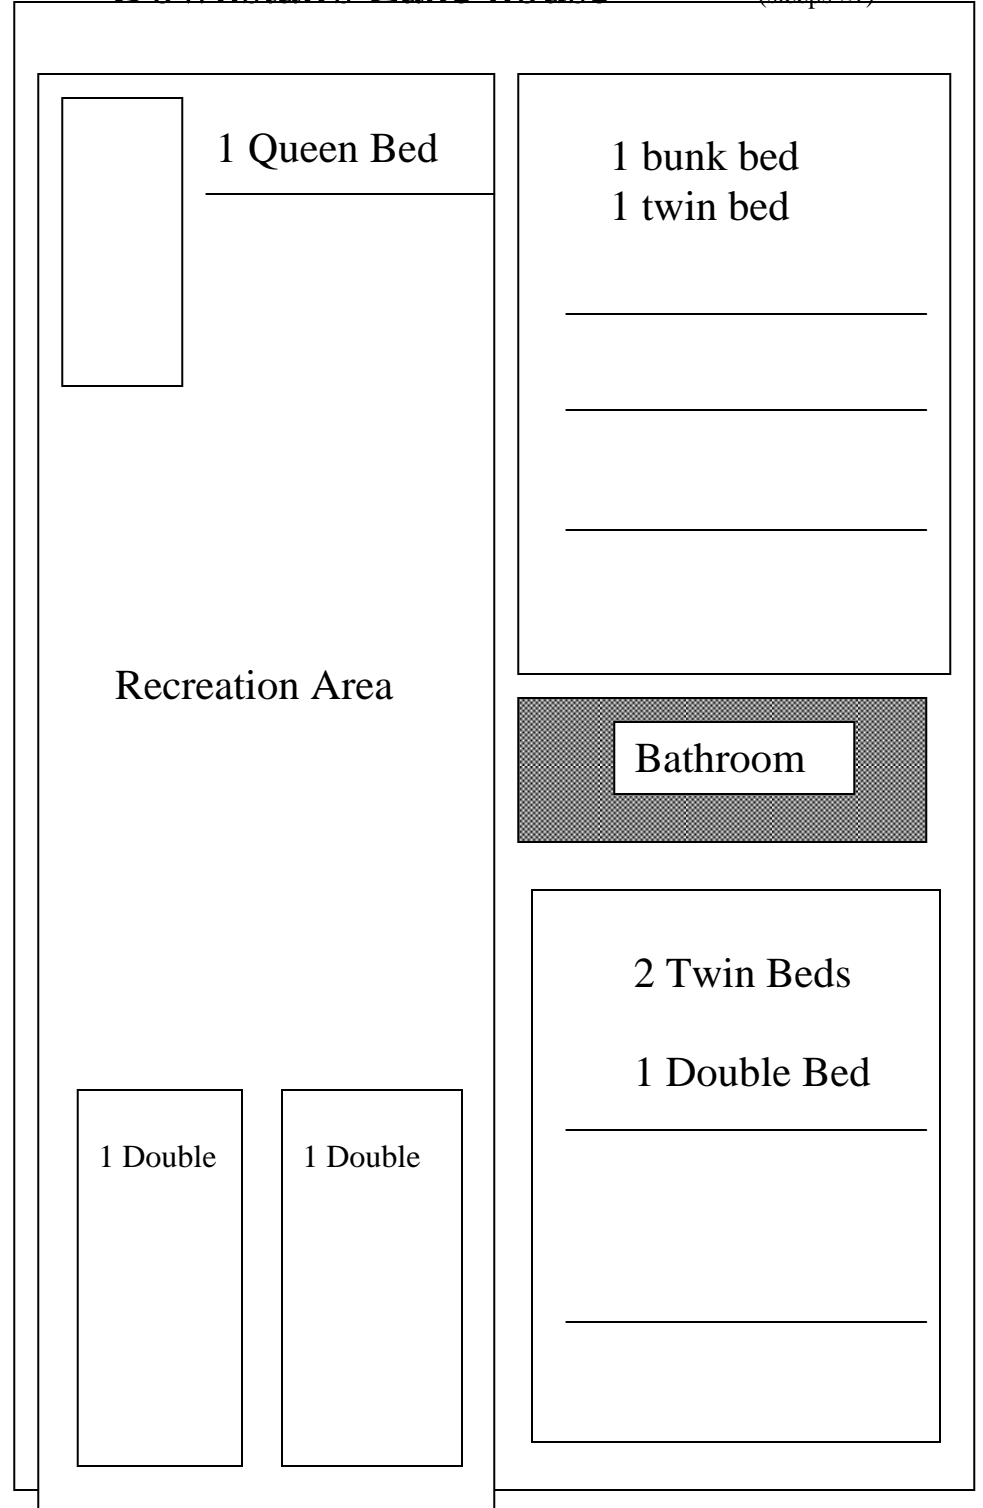 1 Queen Bed
1 bunk bed
1 twin bed
Recreation Area
Bathroom
2 Twin Beds
1 Double Bed
1 Double
1 Double